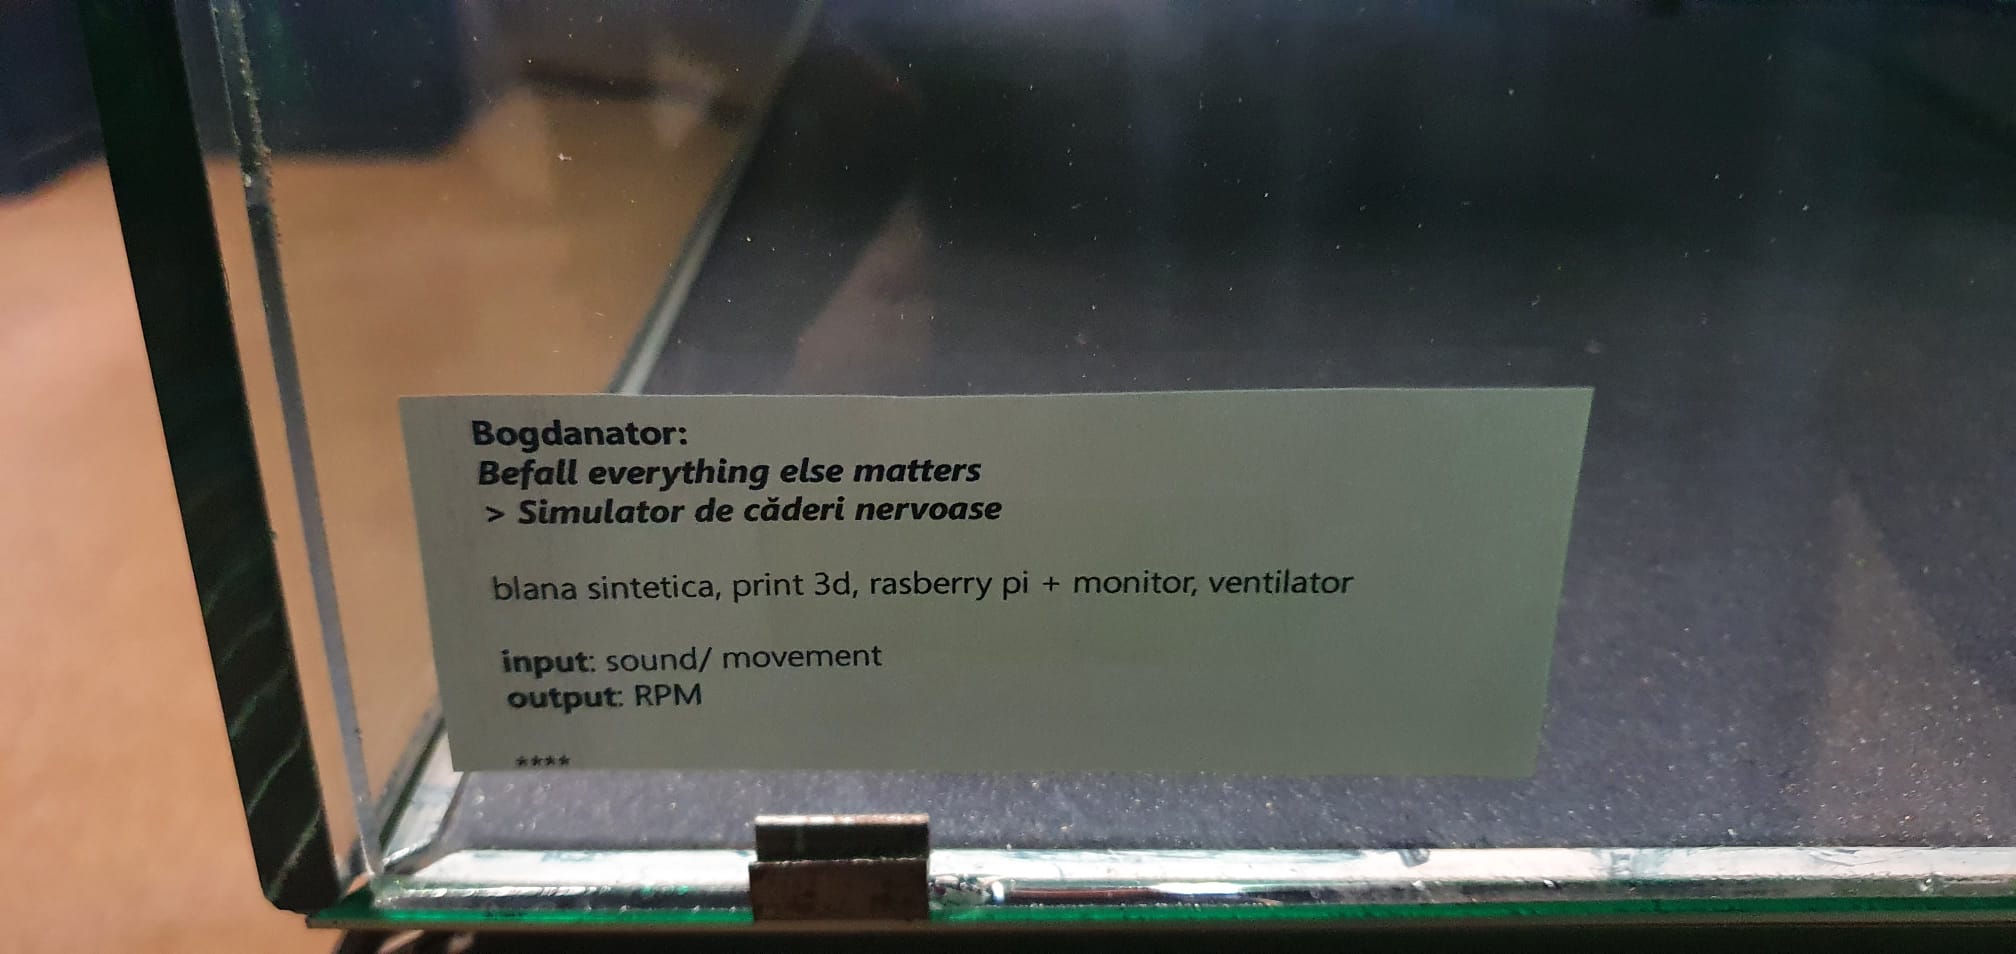 Bogdanator:
Befall everything else matters
> Simulator de căderi nervoase
blana sintetica, print 3d, rasberry pi + monitor, ventilator
input: sound/ movement
output: RPM
****